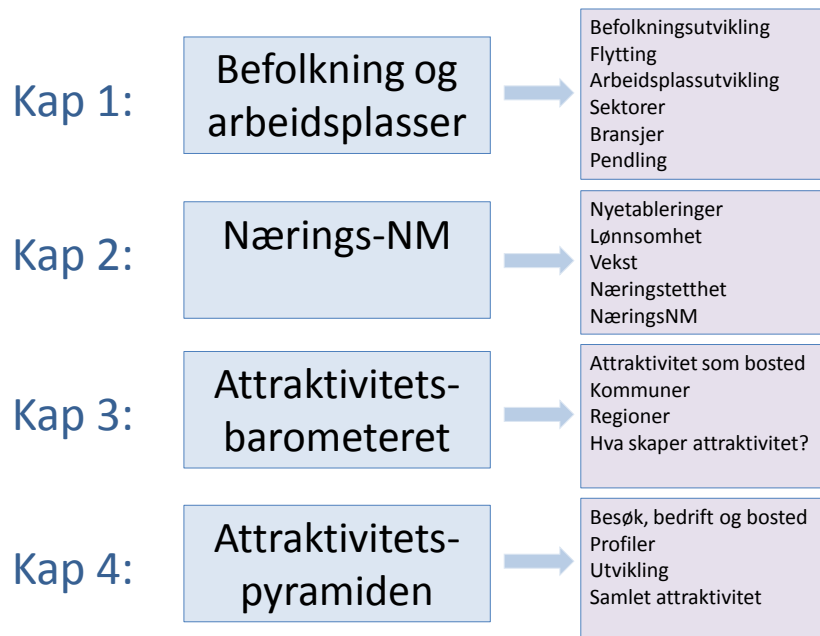 Kap 1:
Befolkning og
arbeidsplasser
Befolkningsutvikling
Flytting
Arbeidsplassutvikling
Sektorer
Bransjer
Pendling
Kap 2:
Nærings-NM
Nyetableringer
Lønnsomhet
Vekst
Næringstetthet
NæringsNM
Kap 3:
Attraktivitets-
barometeret
Attraktivitet som bosted
Kommuner
Regioner
Hva skaper attraktivitet?
Kap 4:
Attraktivitets-
pyramiden
Besøk, bedrift og bosted
Profiler
Utvikling
Samlet attraktivitet